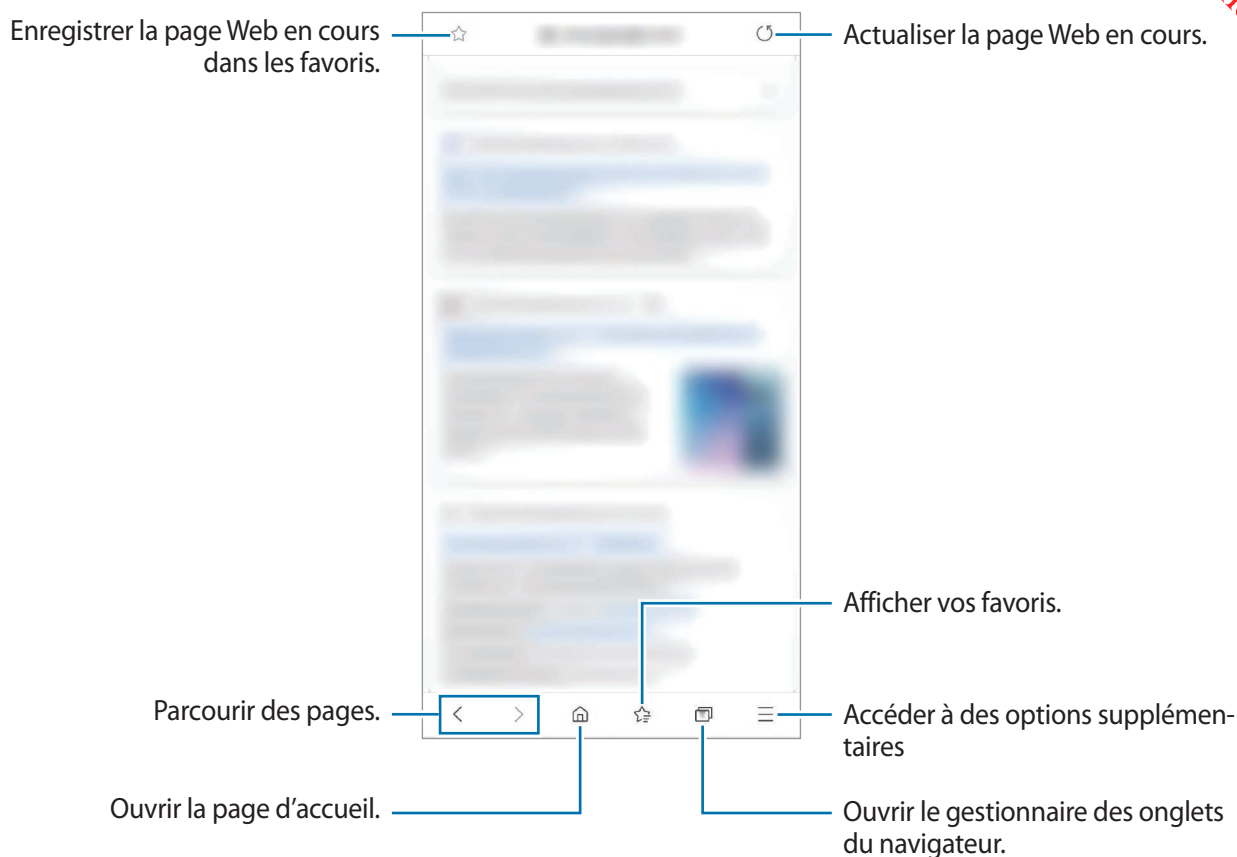 Enregistrer la page Web en cours
dans les favoris.
Actualiser la page Web en cours.
Afficher vos favoris.
Parcourir des pages.
Accéder à des options supplémen-
taires
Ouvrir la page d’accueil.
Ouvrir le gestionnaire des onglets
du navigateur.